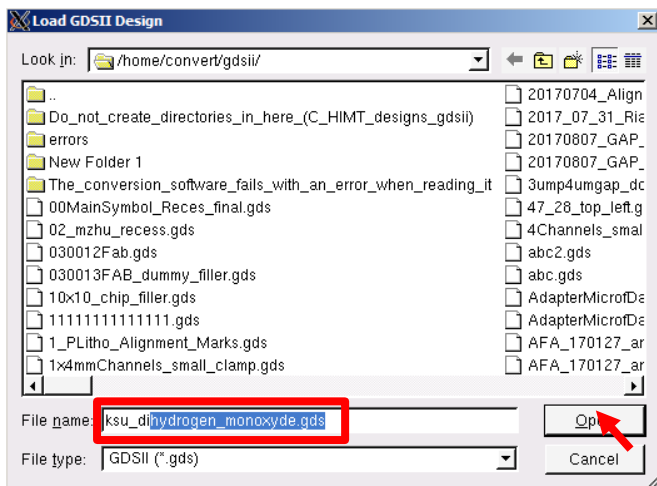 Load GDSII Design
Look in: /home/convert/gdsii/
..
Do_not_create_directories_in_here_(C_HIMT_designs_gdsii)
errors
New Folder 1
The_conversion_software_fails_with_an_error_when_reading_it
00MainSymbol_Reces_final.gds
02_mzhu_recess.gds
030012Fab.gds
030013FAB_dummy_filler.gds
10x10_chip_filler.gds
11111111111111.gds
1_PLitho_Alignment_Marks.gds
1x4mmChannels_small_clamp.gds
20170704_Align
2017_07_31_Ria
20170807_GAP_
20170807_GAP_
3ump4umgap_dc
47_28_top_left.g
4Channels_smal
abc2.gds
abc.gds
AdapterMicrofDa
AdapterMicrofDa
AFA_170127_ar
AFA_170127_ar
File name: ksu_dihydrogen_monoxyde.gds
Open
File type: GDSII (*.gds)
Cancel